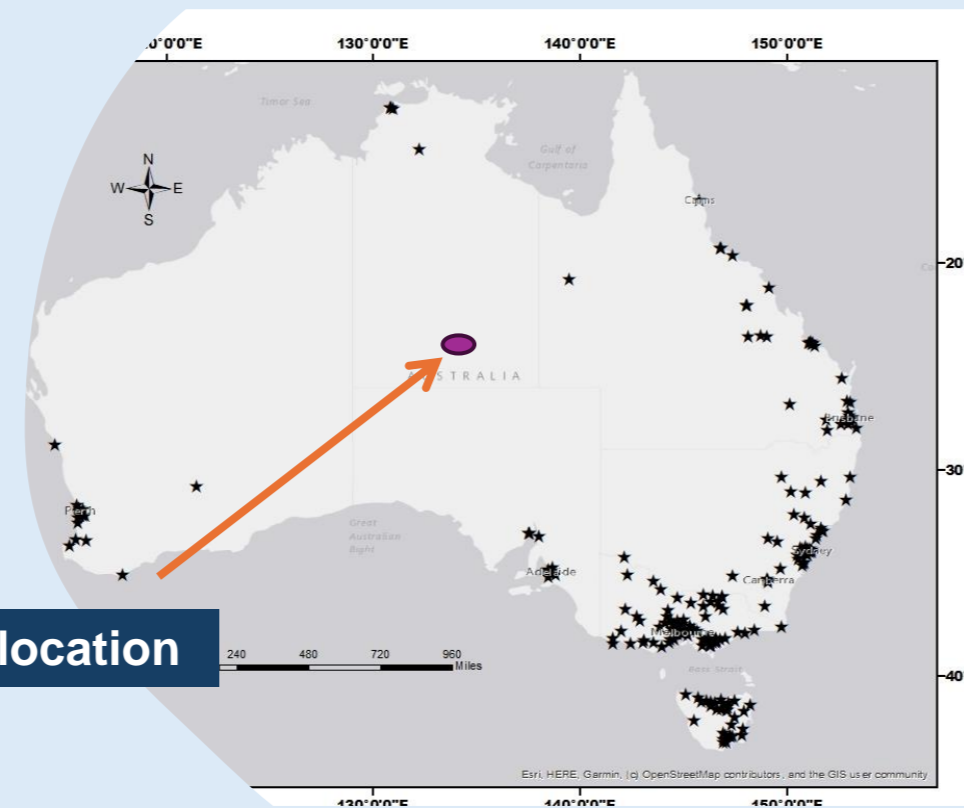 130°0'0"E 140°0'0"E 150°0'0"E
Timor Sea
N
W E
S
Gulf of
Carpentaria
Cairns
20°
AUSTRALIA
Brisbane
30°
Perth
Great
Australian
Bight
Adelaide
Sydney
Canberra
Melbourne
location
240 480 720 960
Miles
Bass Strait
40°
Esri, HERE, Garmin, (c) OpenStreetMap contributors, and the GIS user community
130°0'0"E 140°0'0"E 150°0'0"E